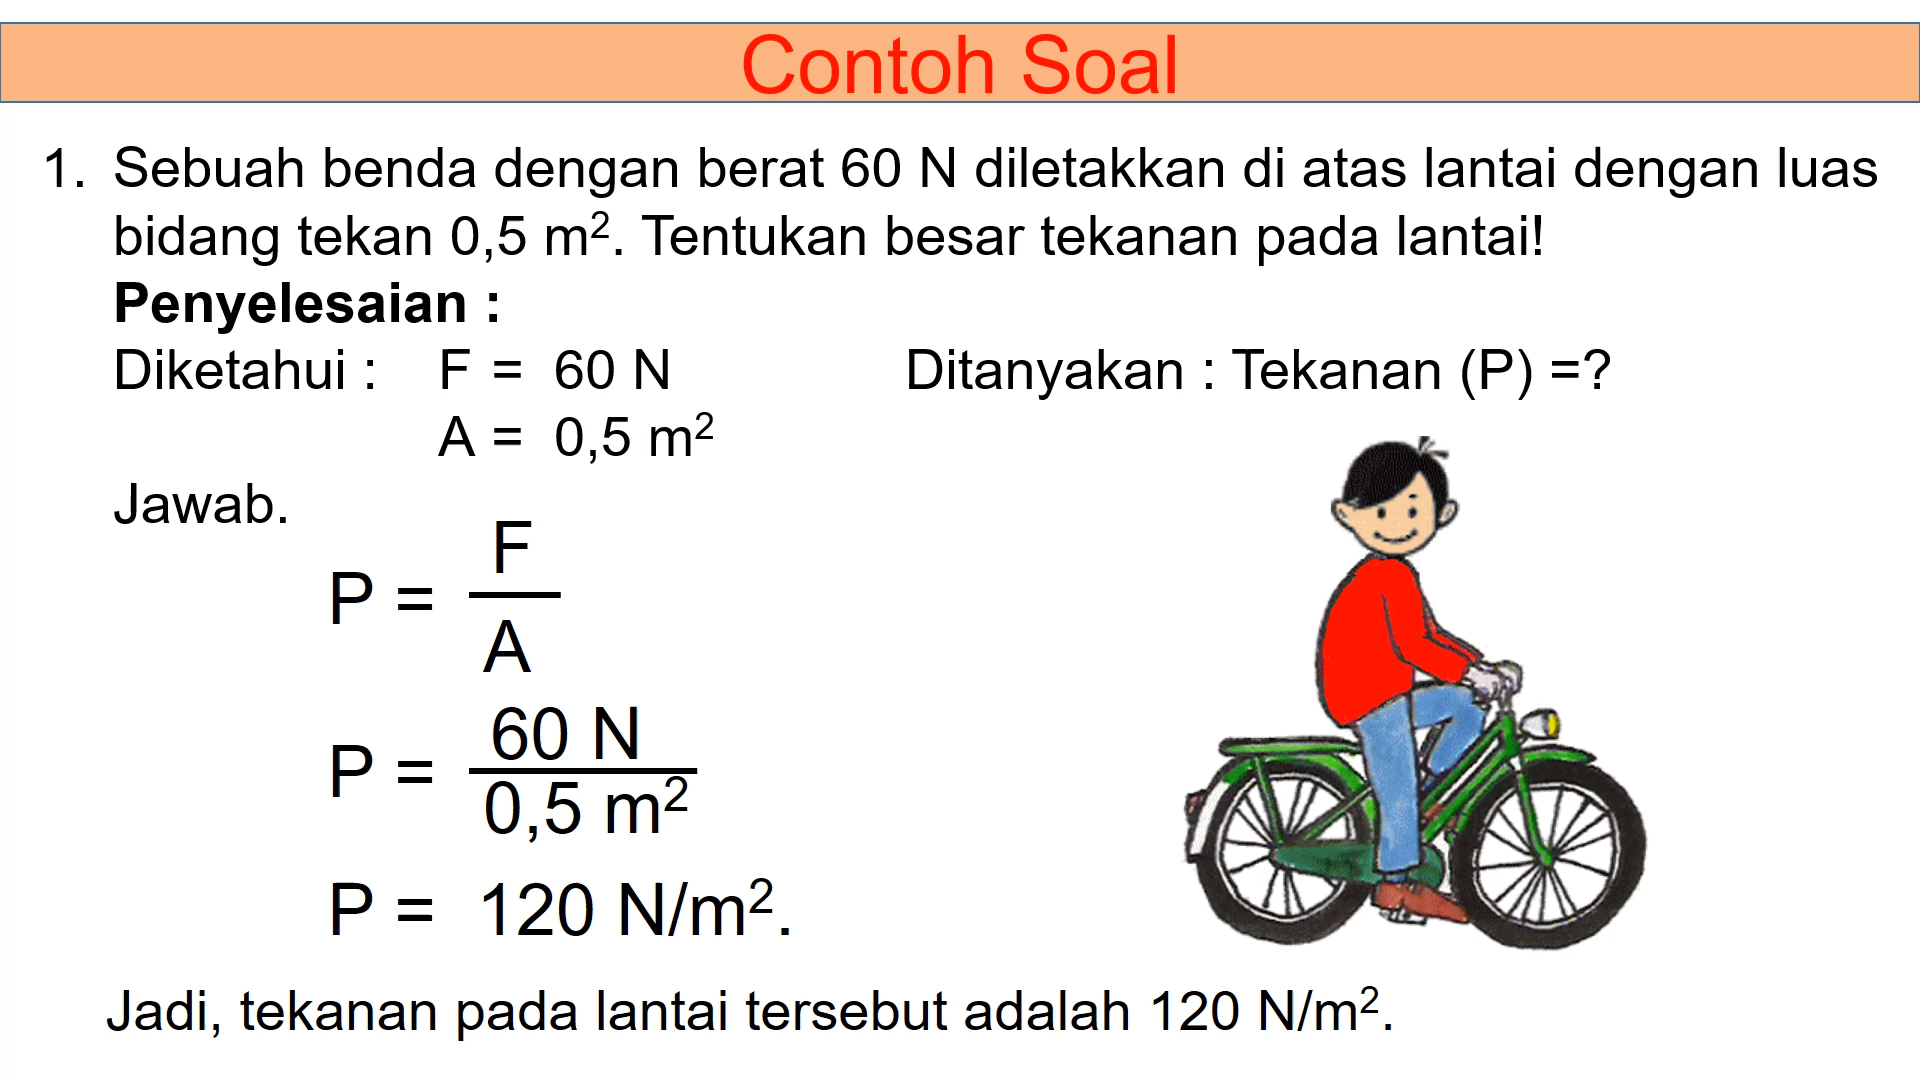 Contoh Soal
1. Sebuah benda dengan berat 60 N diletakkan di atas lantai dengan luas
bidang tekan 0,5 m². Tentukan besar tekanan pada lantai!
Penyelesaian :
Diketahui : F = 60 N Ditanyakan : Tekanan (P) =?
A = 0,5 m²
Jawab.
F
P =
A
60 N
P =
0,5 m²
P = 120 N/m².
Jadi, tekanan pada lantai tersebut adalah 120 N/m².